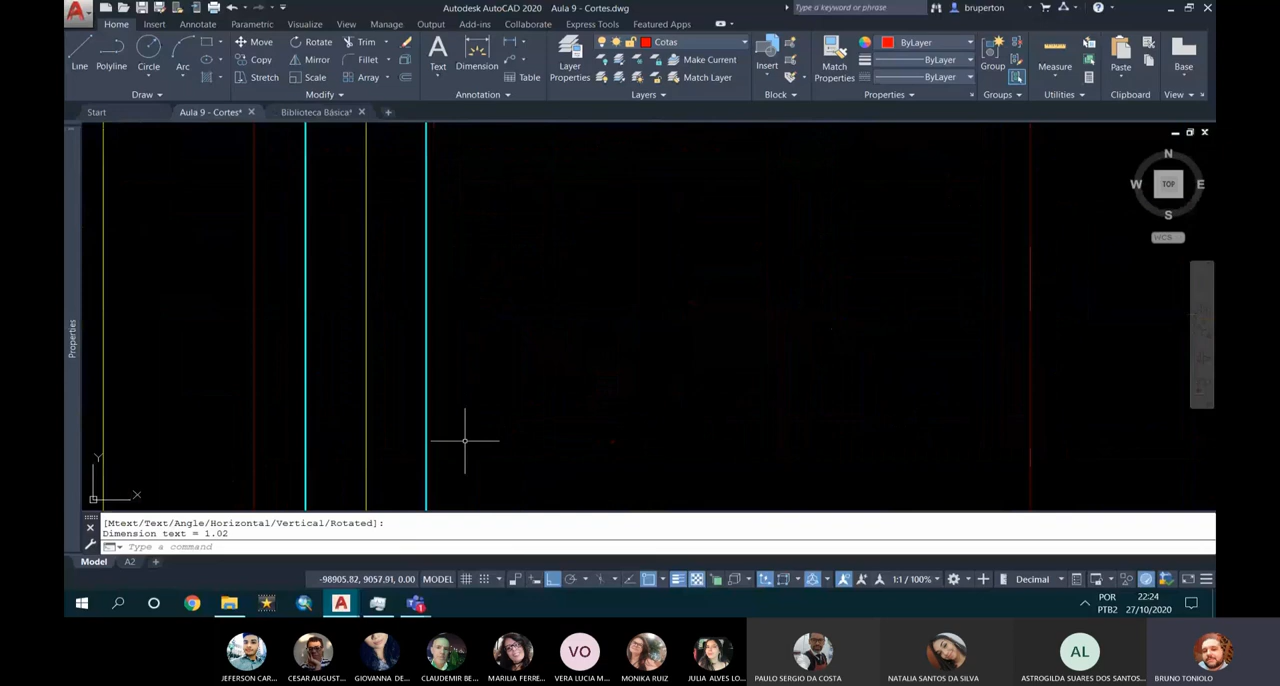 Autodesk AutoCAD 2020 Aula 9 - Cortes.dwg
Type a keyword or phrase
bruperton
Home Insert Annotate Parametric Visualize View Manage Output Add-ins Collaborate Express Tools Featured Apps
Line
Polyline
Circle
Arc
Move
Rotate
Trim
Copy
Mirror
Fillet
Stretch
Scale
Array
Text
Dimension
Table
Layer
Properties
Cotas
Make Current
Match Layer
Insert
Match
Properties
ByLayer
ByLayer
ByLayer
Group
Measure
Paste
Base
Draw
Modify
Annotation
Layers
Block
Properties
Groups
Utilities
Clipboard
View
Start
Aula 9 - Cortes*
Biblioteca Básica*
N
W
TOP
E
S
WCS
Properties
Y
X
[Mtext/Text/Angle/Horizontal/Vertical/Rotated]:
Dimension text = 1.02
Type a command
Model
A2
-98905.82, 9057.91, 0.00
MODEL
1:1 / 100%
Decimal
POR
PTB2
22:24
27/10/2020
1
VO
AL
JEFERSON CAR...
CESAR AUGUST...
GIOVANNA DE...
CLAUDEMIR BE...
MARILIA FERRE...
VERA LUCIA M...
MONIKA RUIZ
JULIA ALVES LO...
PAULO SERGIO DA COSTA
NATALIA SANTOS DA SILVA
ASTROGILDA SUARES DOS SANTOS...
BRUNO TONIOLO